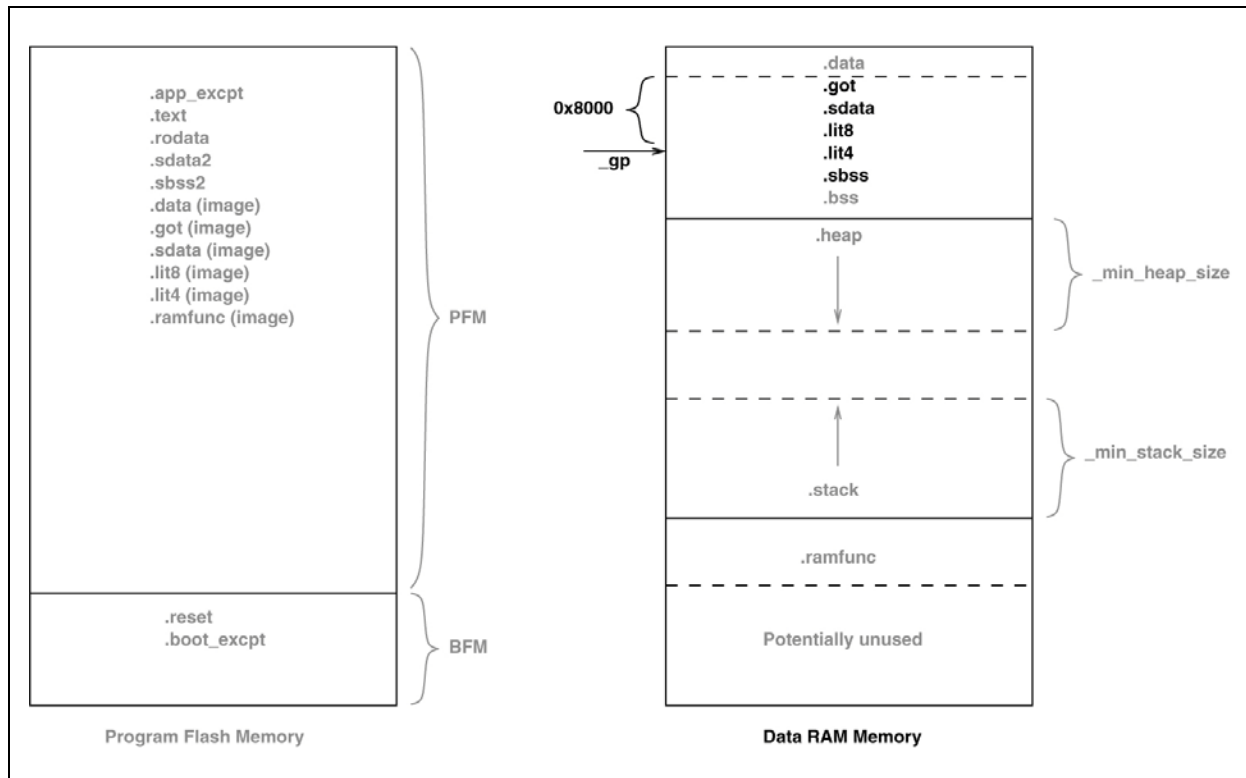 .app_excpt
.text
.rodata
.sdata2
.sbss2
.data (image)
.got (image)
.sdata (image)
.lit8 (image)
.lit4 (image)
.ramfunc (image)
PFM
.reset
.boot_excpt
BFM
Program Flash Memory
.data
.got
.sdata
.lit8
.lit4
.sbss
.bss
0x8000
_gp
.heap
_min_heap_size
_min_stack_size
.stack
.ramfunc
Potentially unused
Data RAM Memory